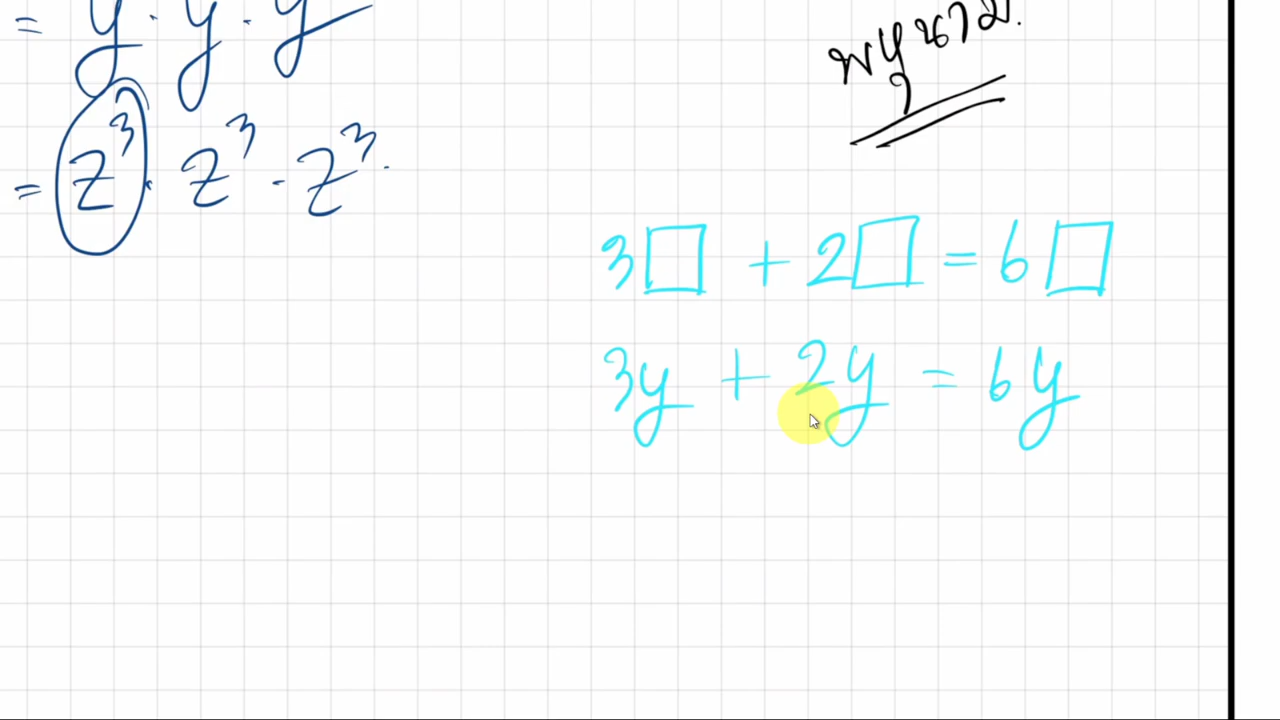 = y · y · y
= z³ · z³ · z³
พหุนาม.
3□ + 2□ = 6□
3y + 2y = 6y